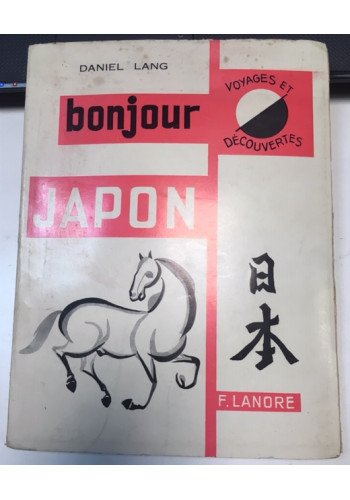 DANIEL LANG
bonjour
VOYAGES ET
DÉCOUVERTES
JAPON
日
本
F. LANORE